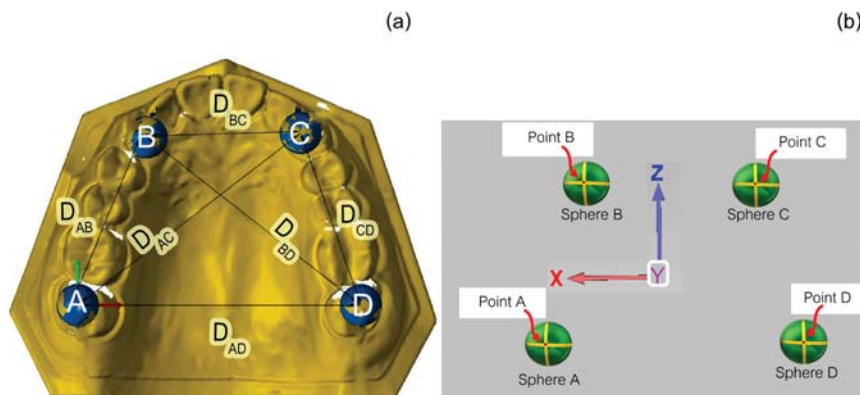 (a)
(b)
D BC
B
C
D AB
D AC
D BD
D CD
A
D
D AD
Point B
Point C
Sphere B
Z
Sphere C
X
Y
Point A
Point D
Sphere A
Sphere D